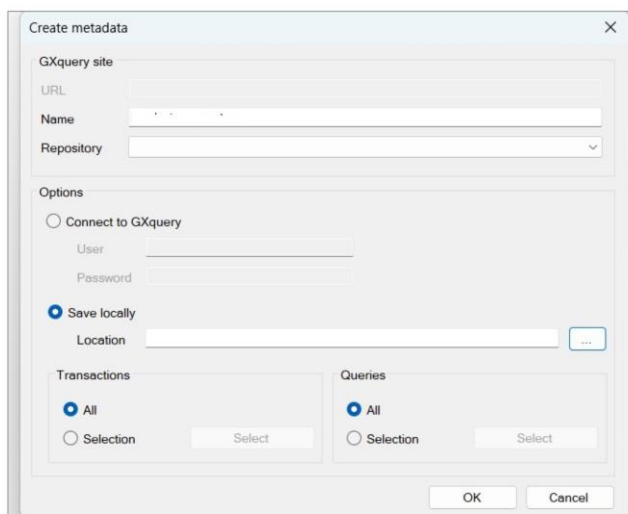 Create metadata
GXquery site
URL
Name
Repository
Options
Connect to GXquery
User
Password
Save locally
Location
...
Transactions
All
Selection
Select
Queries
All
Selection
Select
OK
Cancel